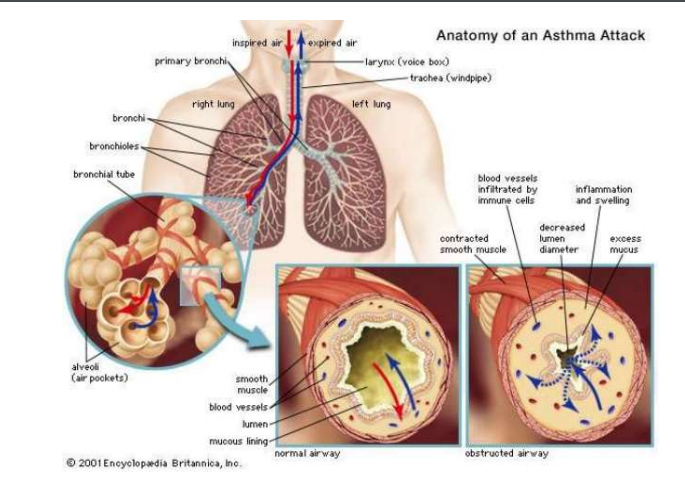 Anatomy of an Asthma Attack
inspired air
expired air
primary bronchi
larynx (voice box)
trachea (windpipe)
right lung
left lung
bronchi
bronchioles
bronchial tube
alveoli
(air pockets)
blood vessels
infiltrated by
immune cells
inflammation
and swelling
contracted
smooth muscle
decreased
lumen
diameter
excess
mucus
smooth
muscle
blood vessels
lumen
mucous lining
normal airway
obstructed airway
© 2001 Encyclopædia Britannica, Inc.